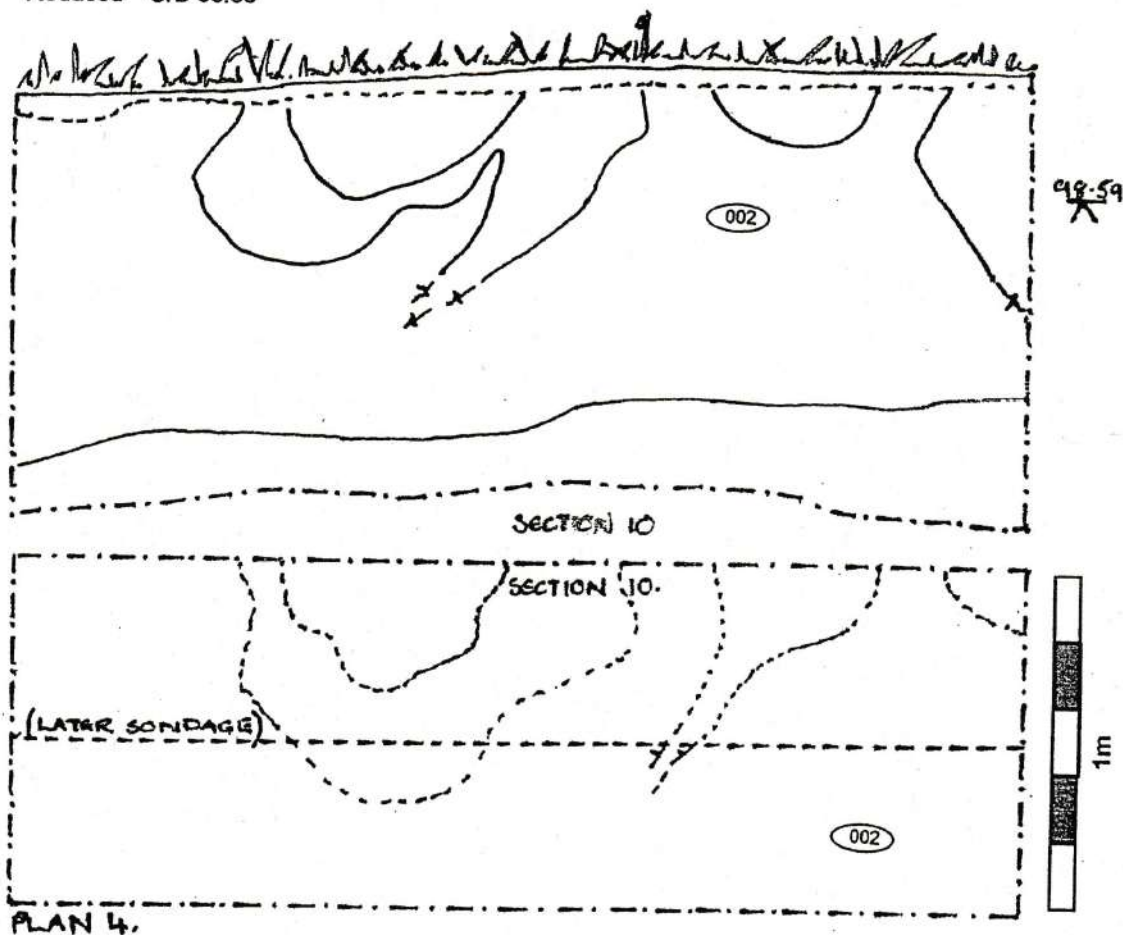 002
98.59
SECTION 10
SECTION 10.
(LATER SONDAGE)
1m
002
PLAN 4.